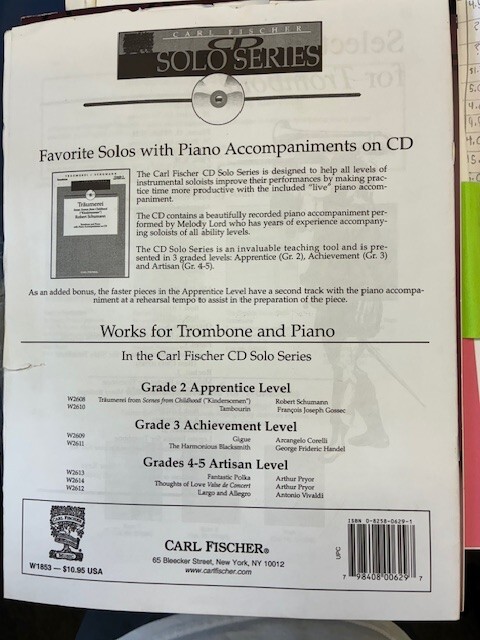 CARL FISCHER
CD
SOLO SERIES
Favorite Solos with Piano Accompaniments on CD
The Carl Fischer CD Solo Series is designed to help all levels of
instrumental soloists improve their performances by making prac-
tice time more productive with the included "live" piano accom-
paniment.
Träumerei
Robert Schumann
The CD contains a beautifully recorded piano accompaniment per-
formed by Melody Lord who has years of experience accompany-
ing soloists of all ability levels.
The CD Solo Series is an invaluable teaching tool and is pre-
sented in 3 graded levels: Apprentice (Gr. 2), Achievement (Gr. 3)
and Artisan (Gr. 4-5).
As an added bonus, the faster pieces in the Apprentice Level have a second track with the piano accompa-
niment at a rehearsal tempo to assist in the preparation of the piece.
Works for Trombone and Piano
In the Carl Fischer CD Solo Series
Grade 2 Apprentice Level
W2608 Träumerei from Scenes from Childhood ("Kinderscenen") Robert Schumann
W2610 Tambourin François Joseph Gossec
Grade 3 Achievement Level
W2609 Gigue Arcangelo Corelli
W2611 The Harmonious Blacksmith George Frideric Handel
Grades 4-5 Artisan Level
W2613 Fantastic Polka Arthur Pryor
W2614 Thoughts of Love Valse de Concert Arthur Pryor
W2612 Largo and Allegro Antonio Vivaldi
W1853 — $10.95 USA
CARL FISCHER®
65 Bleecker Street, New York, NY 10012
www.carlfischer.com
ISBN 0-8258-0629-1
UPC
7 98408 00629 7